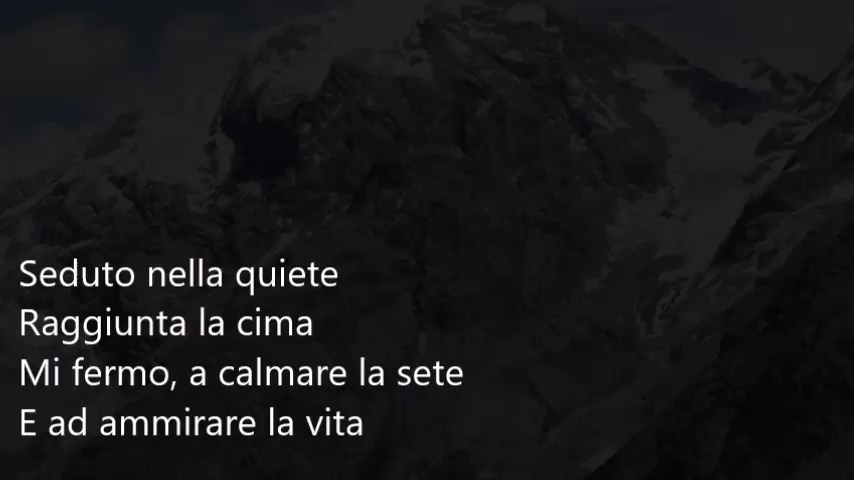 Seduto nella quiete
Raggiunta la cima
Mi fermo, a calmare la sete
E ad ammirare la vita